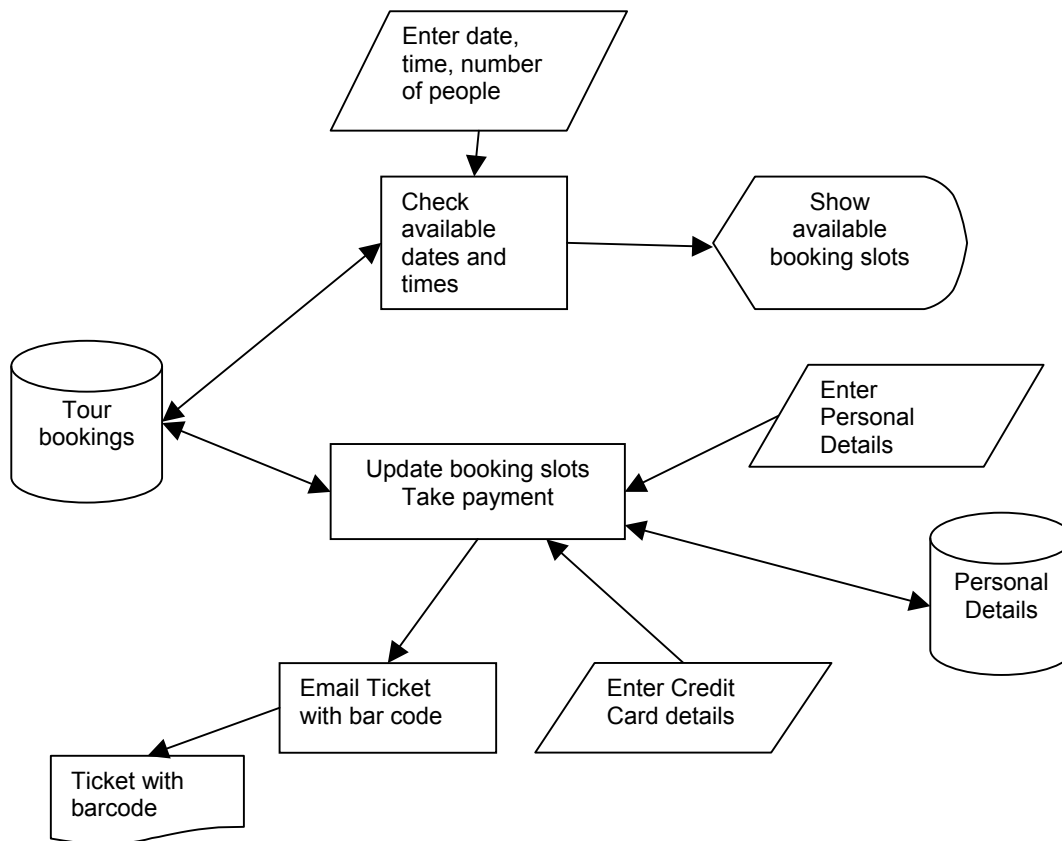 Enter date,
time, number
of people
Check
available
dates and
times
Show
available
booking slots
Tour
bookings
Enter
Personal
Details
Update booking slots
Take payment
Personal
Details
Email Ticket
with bar code
Enter Credit
Card details
Ticket with
barcode